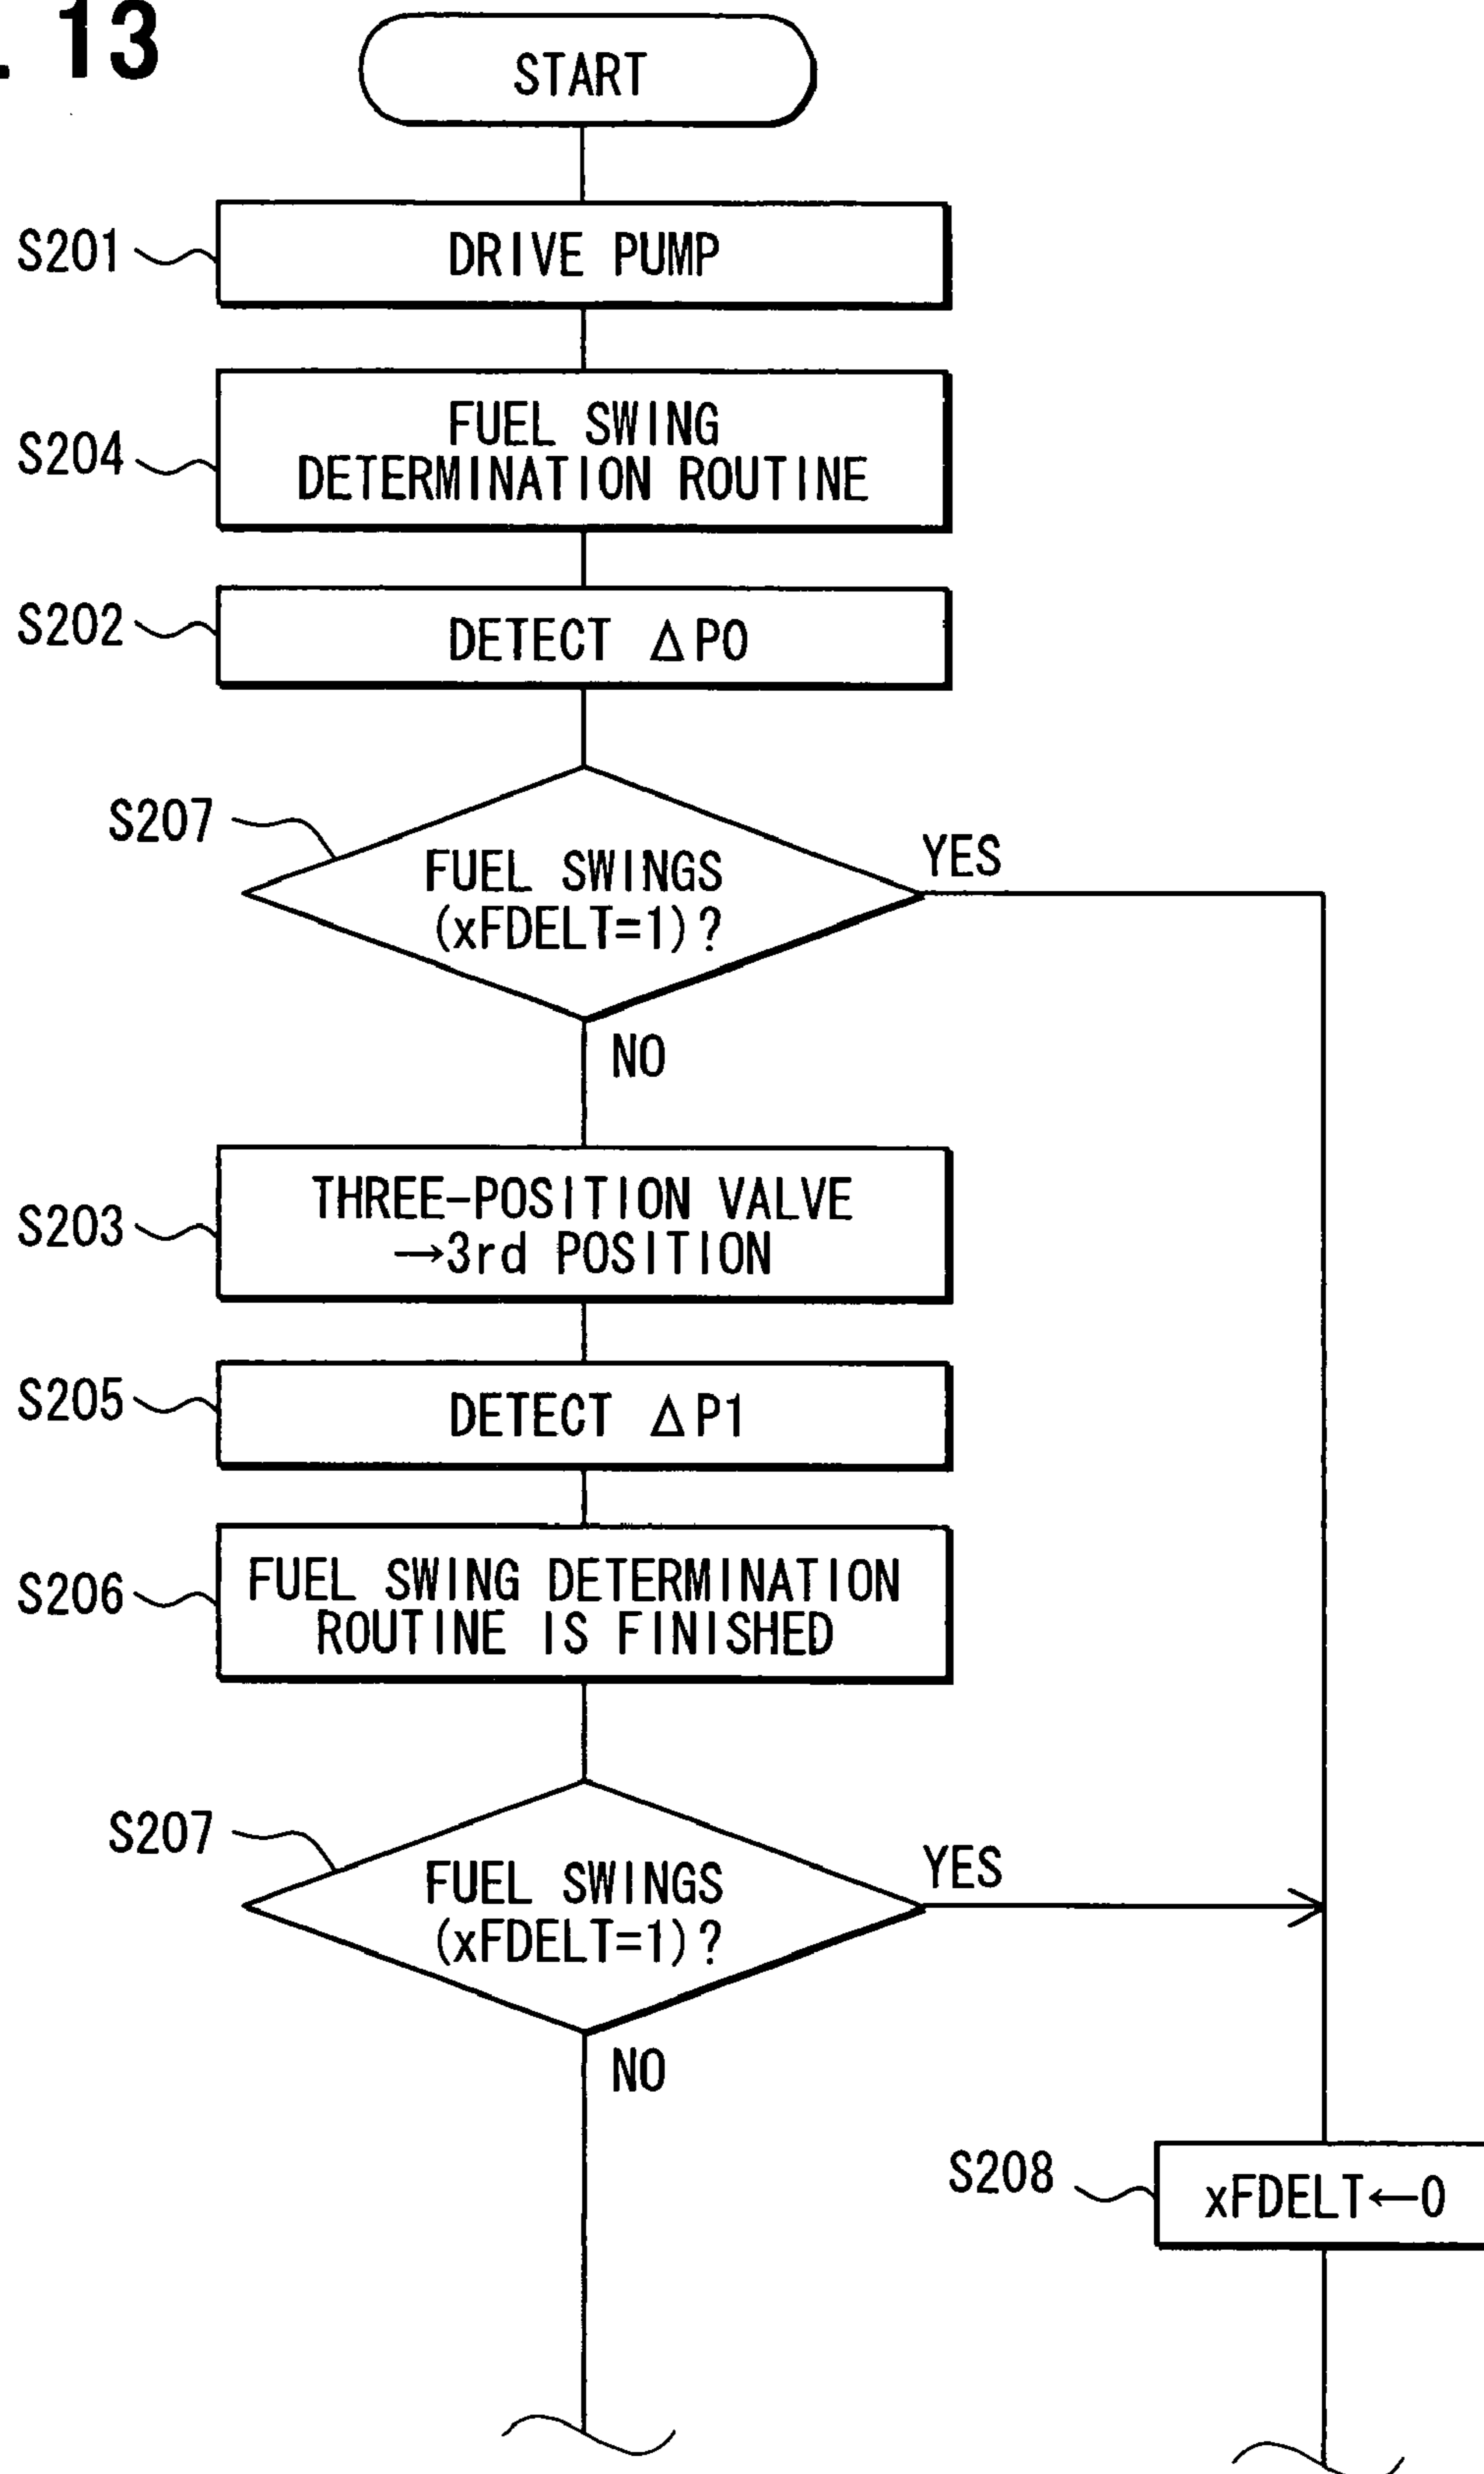 . 13
START
S201
DRIVE PUMP
S204
FUEL SWING
DETERMINATION ROUTINE
S202
DETECT ΔP0
S207
FUEL SWINGS
(xFDELT=1)?
YES
NO
S203
THREE-POSITION VALVE
→3rd POSITION
S205
DETECT ΔP1
S206
FUEL SWING DETERMINATION
ROUTINE IS FINISHED
S207
FUEL SWINGS
(xFDELT=1)?
YES
NO
S208
xFDELT←0